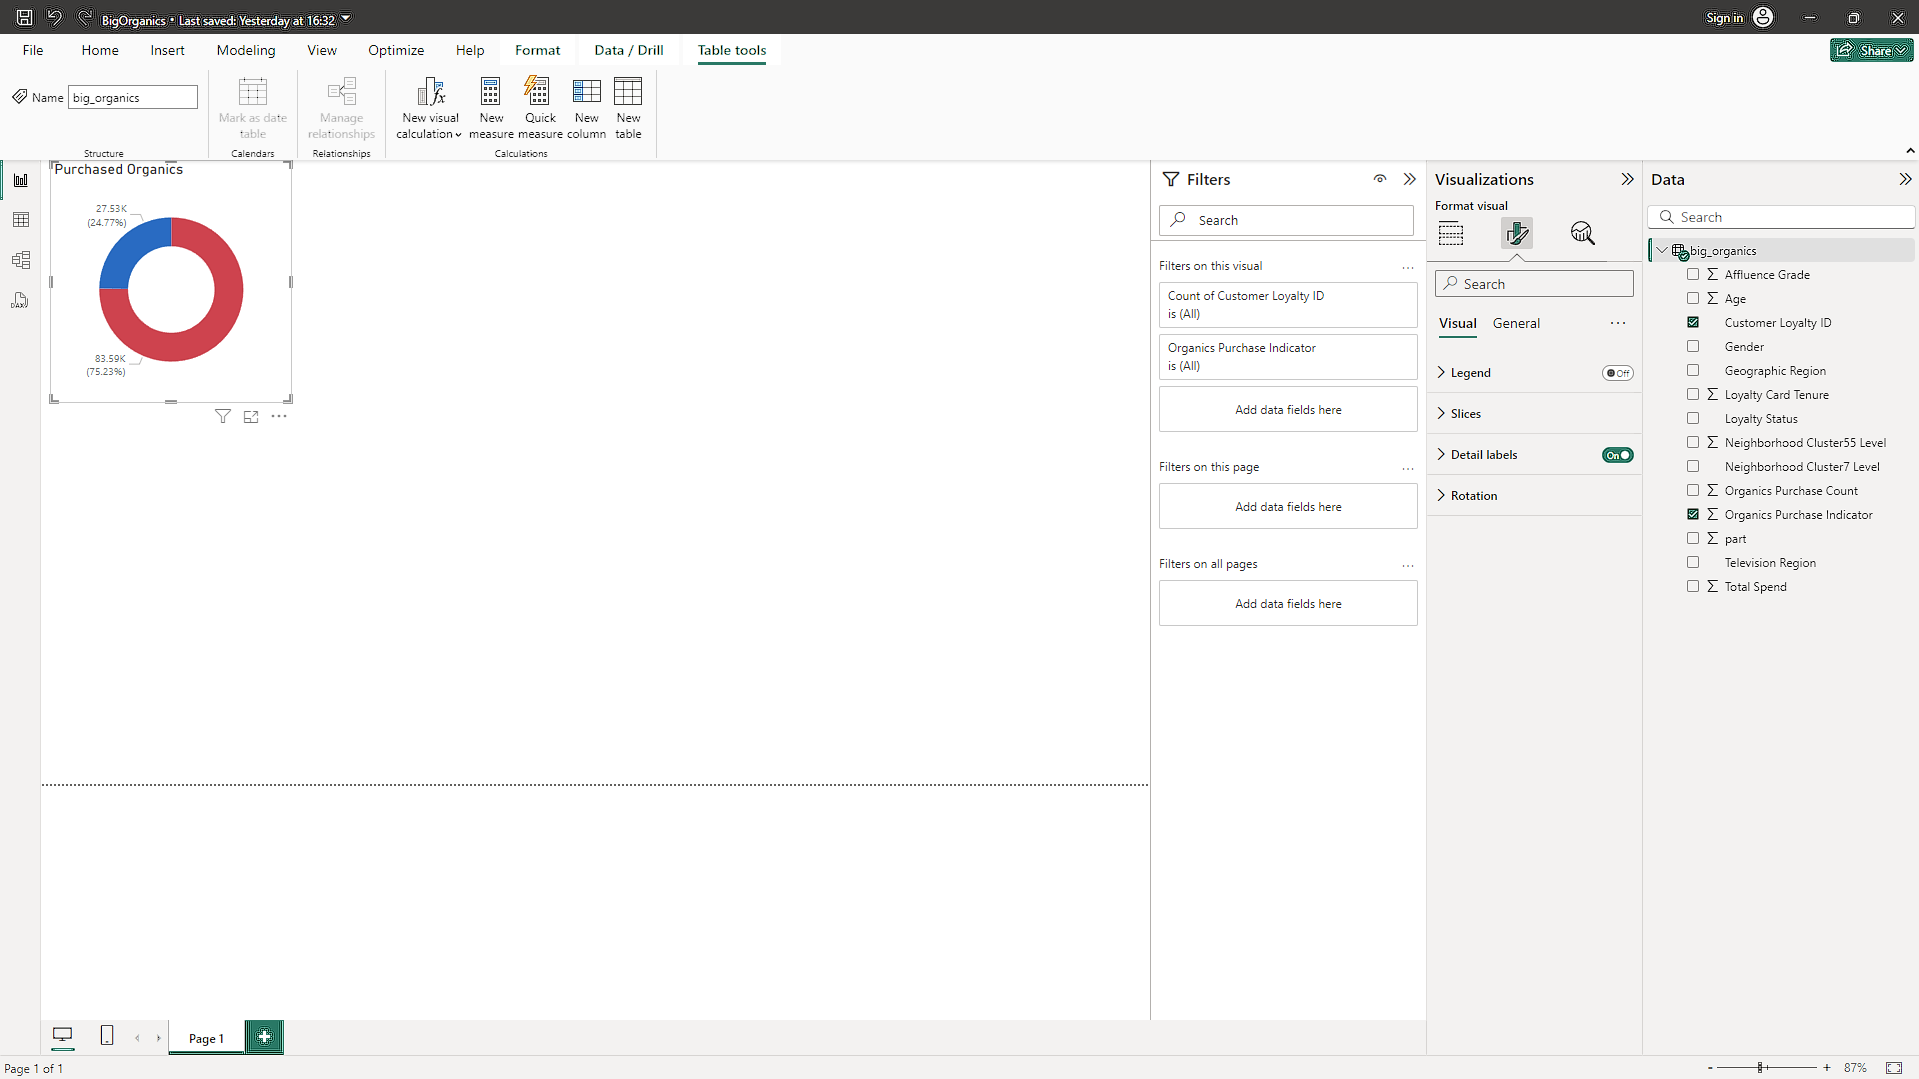 BigOrganics • Last saved: Yesterday at 16:32
Sign in
File Home Insert Modeling View Optimize Help Format Data / Drill Table tools
Share
Name big_organics
Structure
Mark as date
table
Calendars
Manage
relationships
Relationships
New visual
calculation
New
measure
Quick
measure
New
column
New
table
Calculations
Purchased Organics
27.53K
(24.77%)
83.59K
(75.23%)
DAX
Filters
Search
Filters on this visual
...
Count of Customer Loyalty ID
is (All)
Organics Purchase Indicator
is (All)
Add data fields here
Filters on this page
...
Add data fields here
Filters on all pages
...
Add data fields here
Visualizations
Format visual
Search
Visual General ...
Legend Off
Slices
Detail labels On
Rotation
Data
Search
big_organics
Affluence Grade
Age
Customer Loyalty ID
Gender
Geographic Region
Loyalty Card Tenure
Loyalty Status
Neighborhood Cluster55 Level
Neighborhood Cluster7 Level
Organics Purchase Count
Organics Purchase Indicator
part
Television Region
Total Spend
Page 1
Page 1 of 1
- + 87%